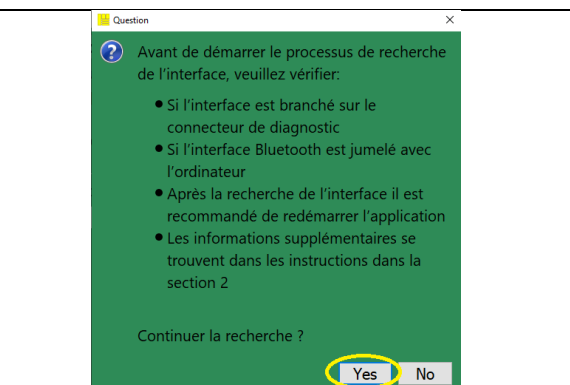 Question
Avant de démarrer le processus de recherche
de l'interface, veuillez vérifier:
● Si l'interface est branché sur le
connecteur de diagnostic
● Si l'interface Bluetooth est jumelé avec
l'ordinateur
● Après la recherche de l'interface il est
recommandé de redémarrer l'application
● Les informations supplémentaires se
trouvent dans les instructions dans la
section 2
Continuer la recherche ?
Yes No